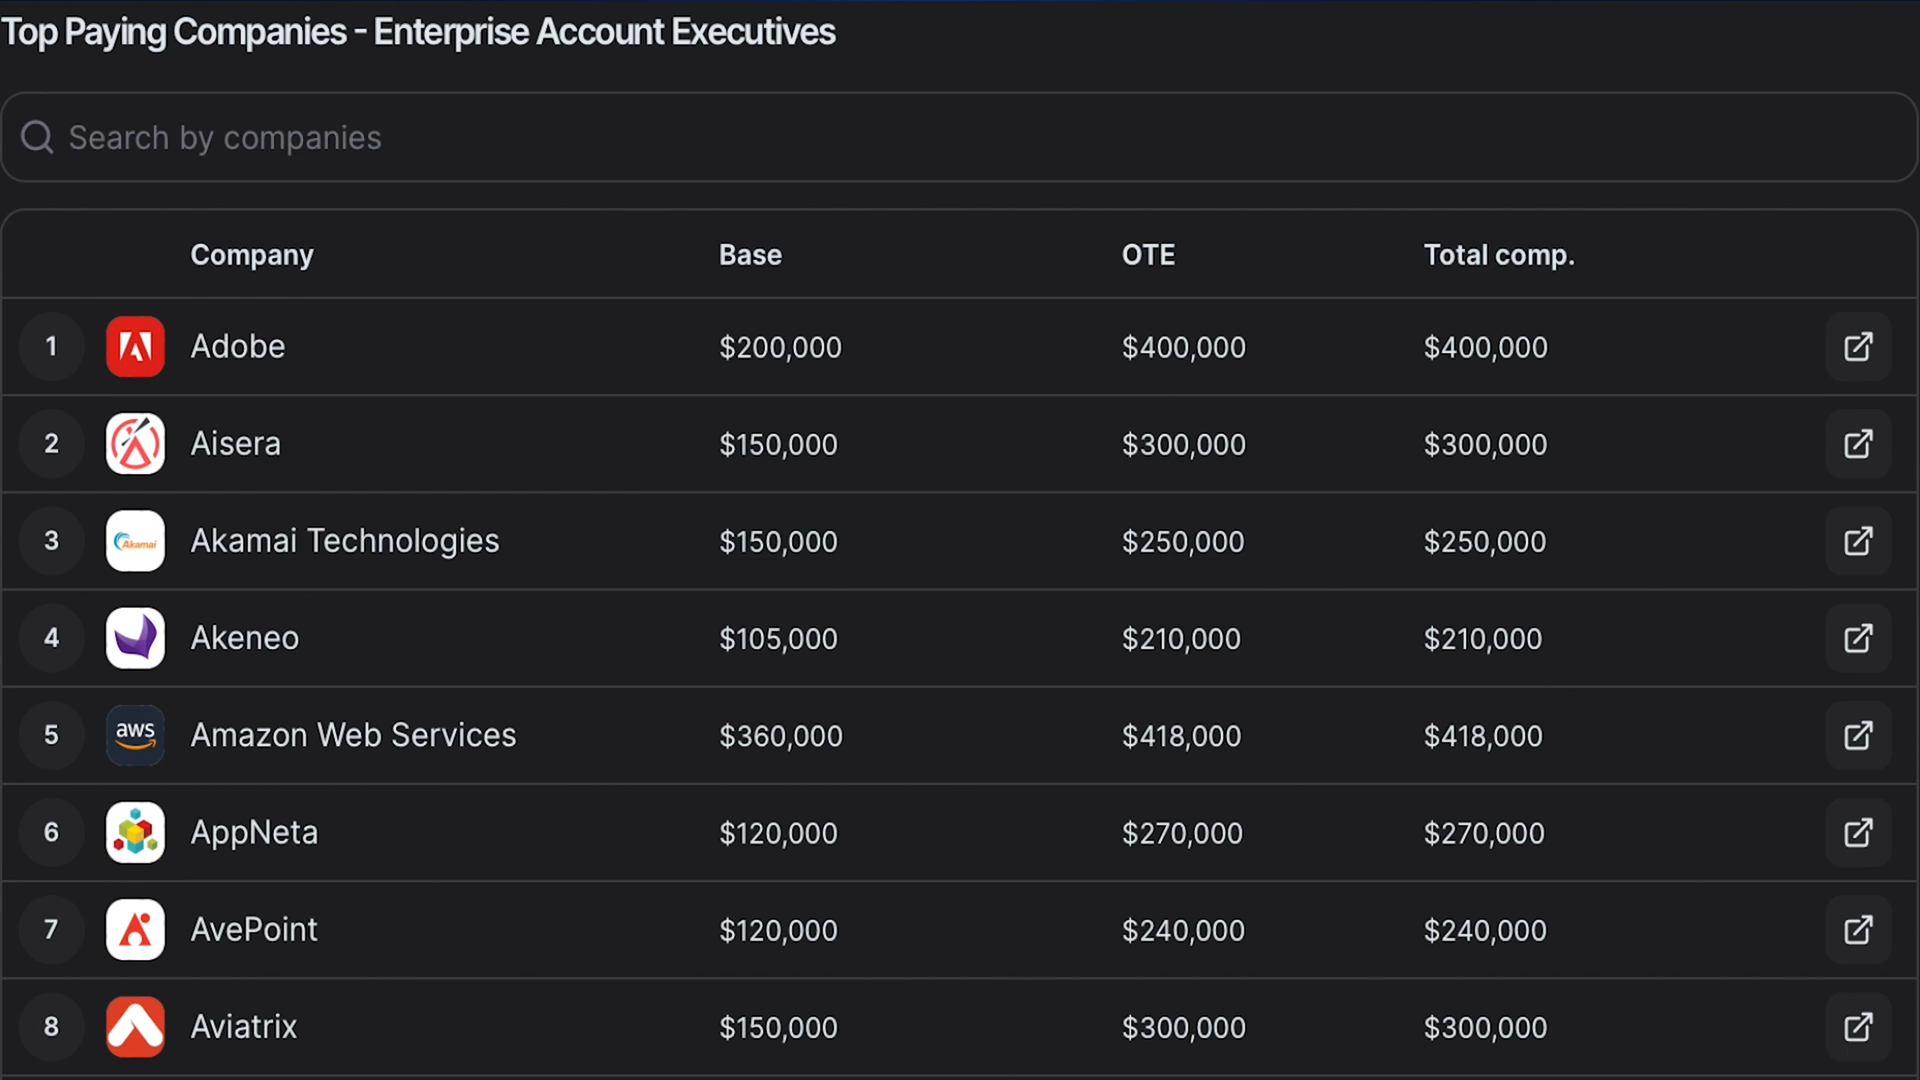 Top Paying Companies - Enterprise Account Executives
Search by companies
Company Base OTE Total comp.
1 Adobe $200,000 $400,000 $400,000
2 Aisera $150,000 $300,000 $300,000
3 Akamai Akamai Technologies $150,000 $250,000 $250,000
4 Akeneo $105,000 $210,000 $210,000
5 aws Amazon Web Services $360,000 $418,000 $418,000
6 AppNeta $120,000 $270,000 $270,000
7 AvePoint $120,000 $240,000 $240,000
8 Aviatrix $150,000 $300,000 $300,000